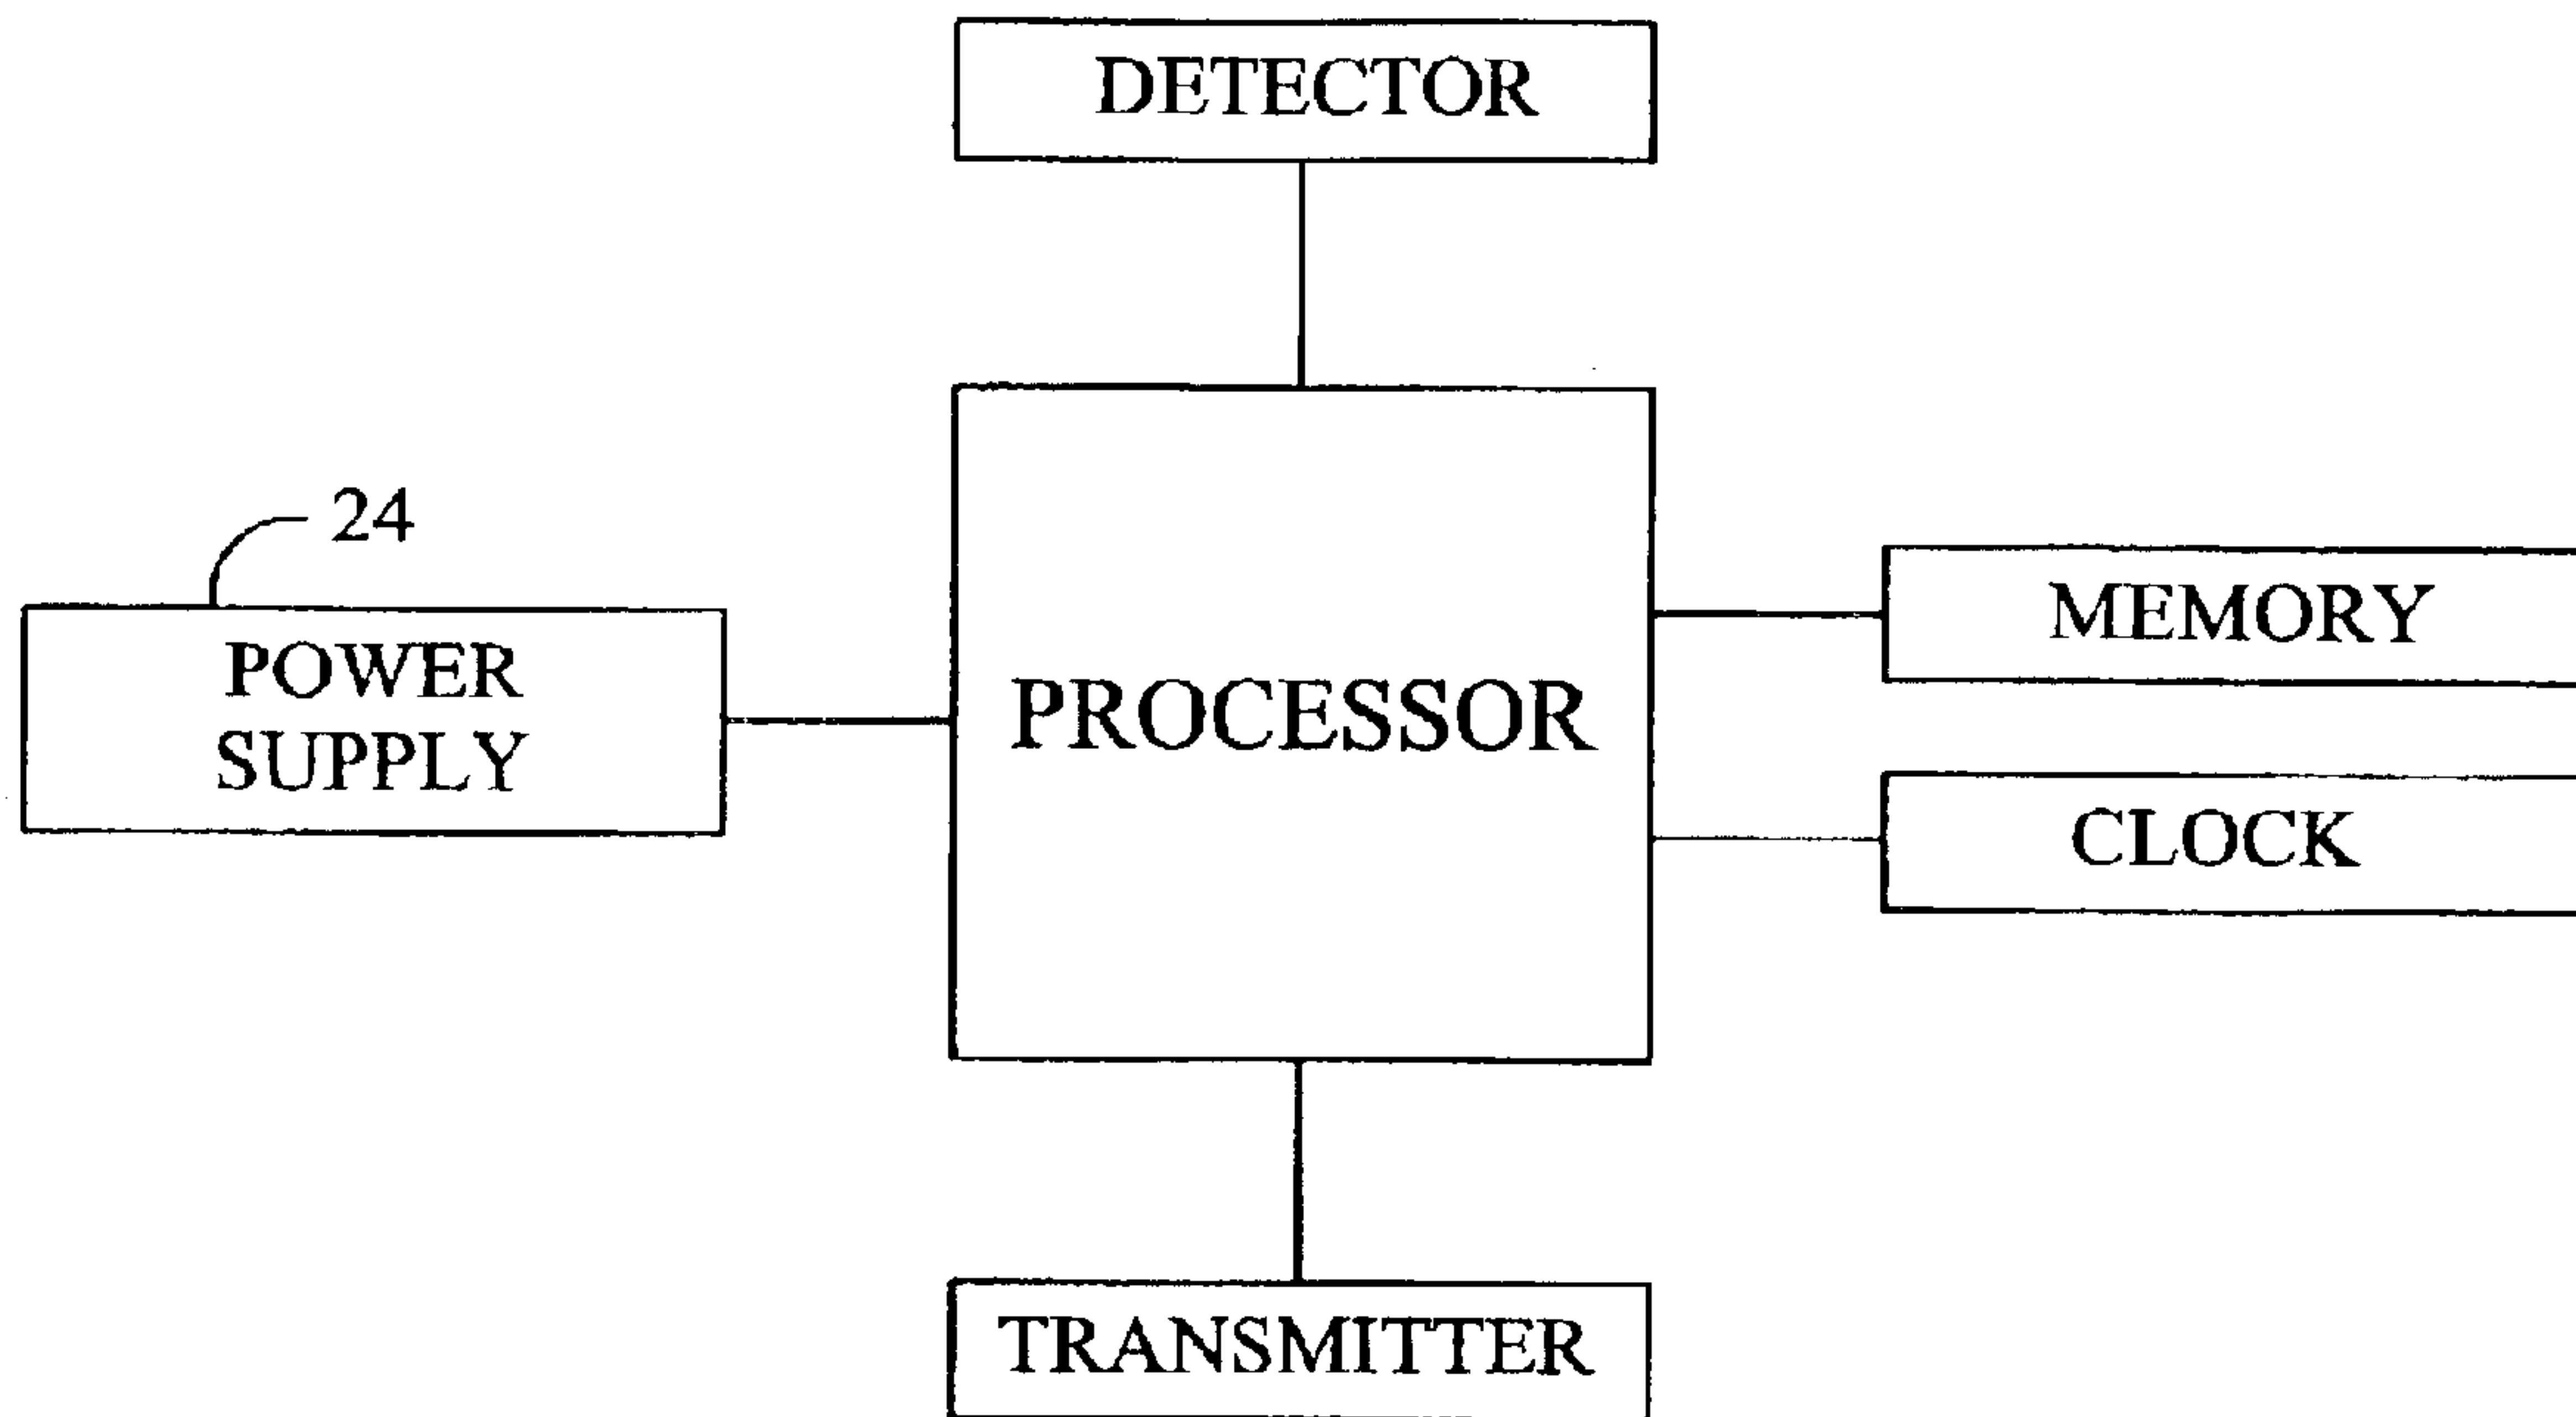 DETECTOR
24
POWER
SUPPLY
PROCESSOR
MEMORY
CLOCK
TRANSMITTER